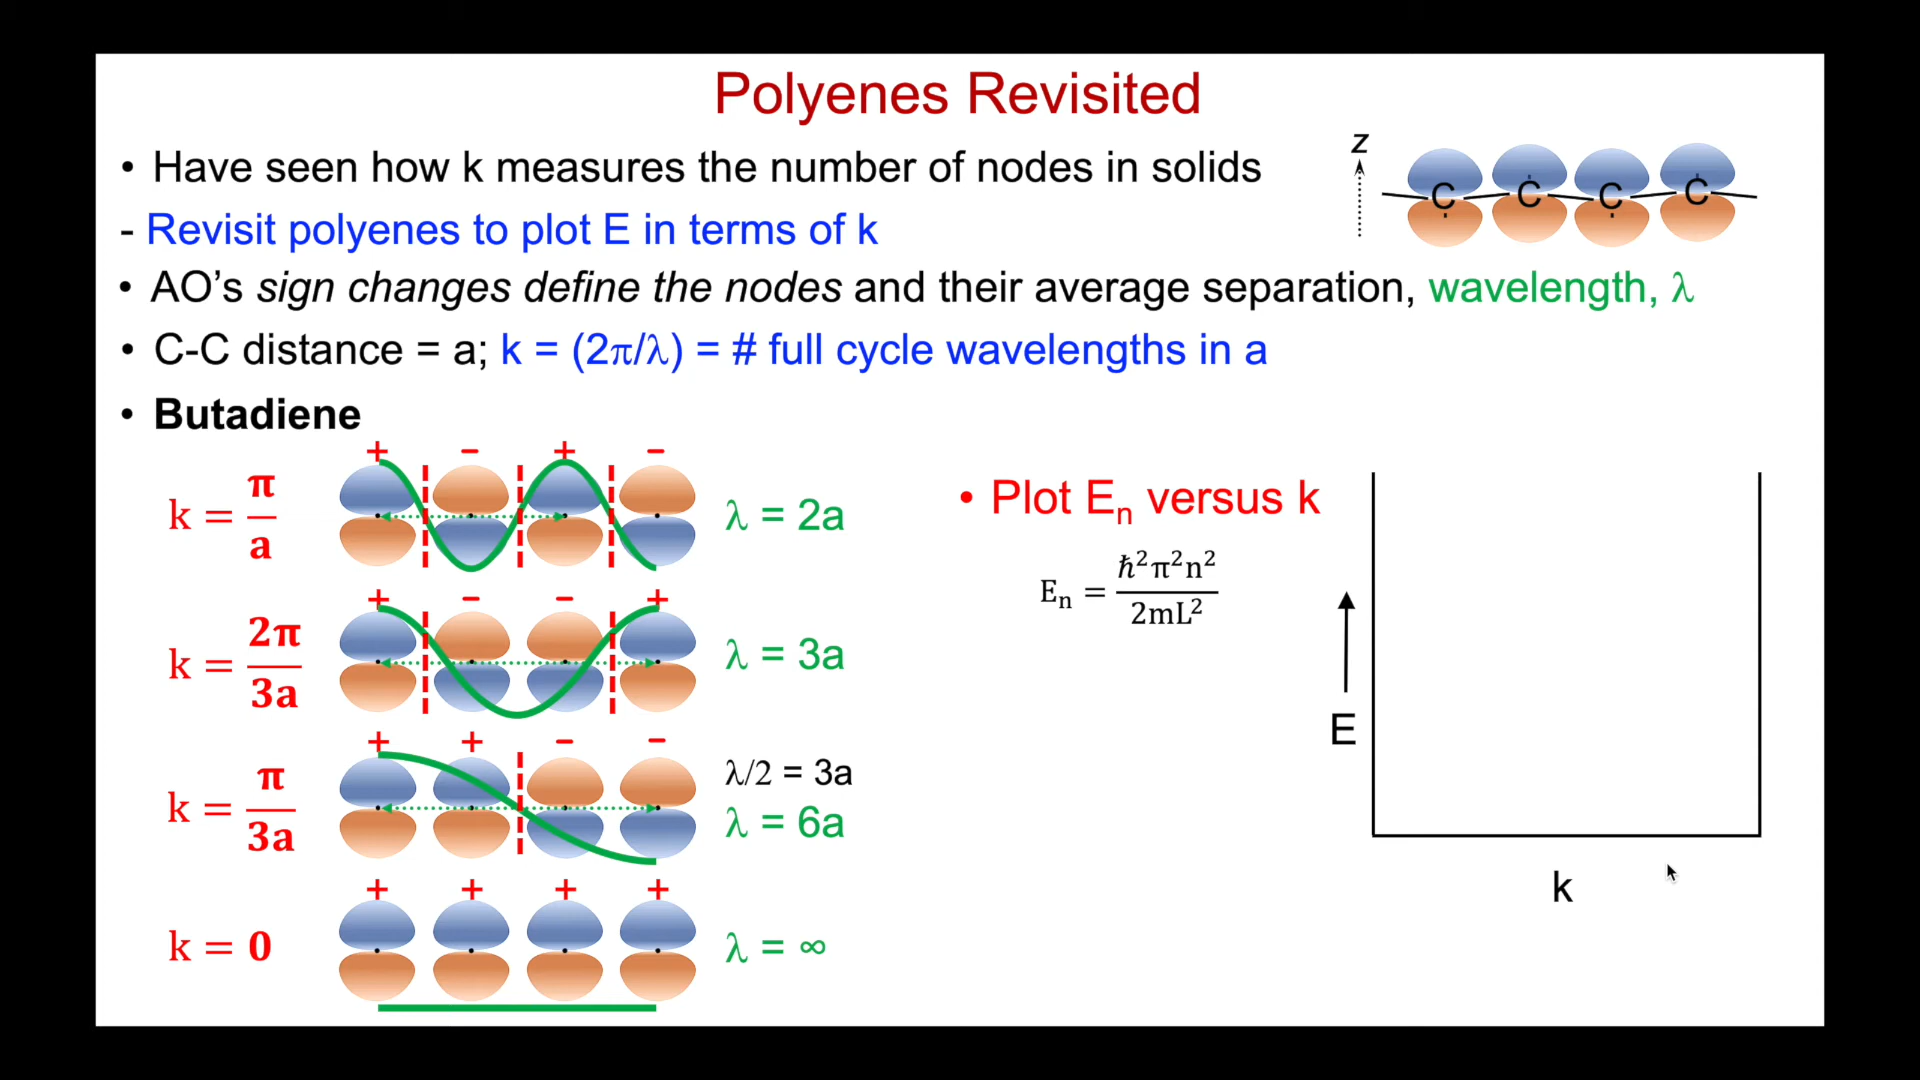 Polyenes Revisited
• Have seen how k measures the number of nodes in solids
- Revisit polyenes to plot E in terms of k
z
C C C C
• AO's sign changes define the nodes and their average separation, wavelength, λ
• C-C distance = a; k = (2π/λ) = # full cycle wavelengths in a
• Butadiene
+ − + −
k = π/a
λ = 2a
+ − − +
k = 2π/3a
λ = 3a
+ + − −
k = π/3a
λ/2 = 3a
λ = 6a
+ + + +
k = 0
λ = ∞
• Plot Eₙ versus k
Eₙ = ħ²π²n²/2mL²
E
k